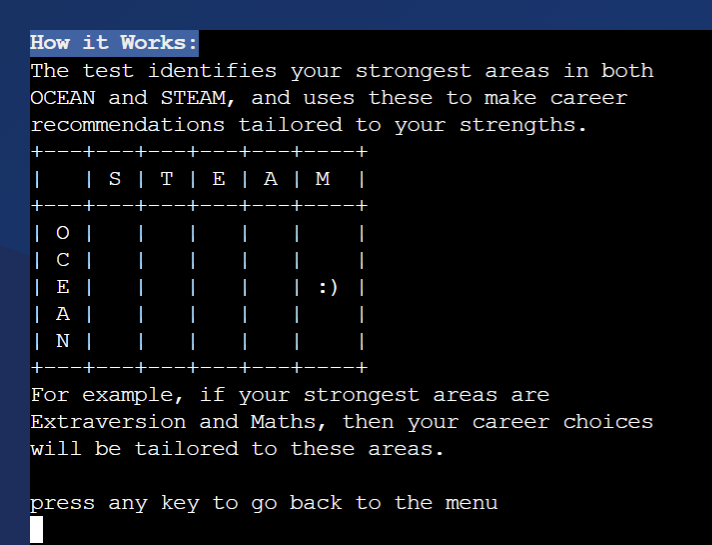 How it Works:
The test identifies your strongest areas in both
OCEAN and STEAM, and uses these to make career
recommendations tailored to your strengths.
+---+---+---+---+---+----+
|   | S | T | E | A | M  |
+---+---+---+---+---+----+
| O |   |   |   |   |    |
| C |   |   |   |   |    |
| E |   |   |   |   | :) |
| A |   |   |   |   |    |
| N |   |   |   |   |    |
+---+---+---+---+---+----+
For example, if your strongest areas are
Extraversion and Maths, then your career choices
will be tailored to these areas.
press any key to go back to the menu